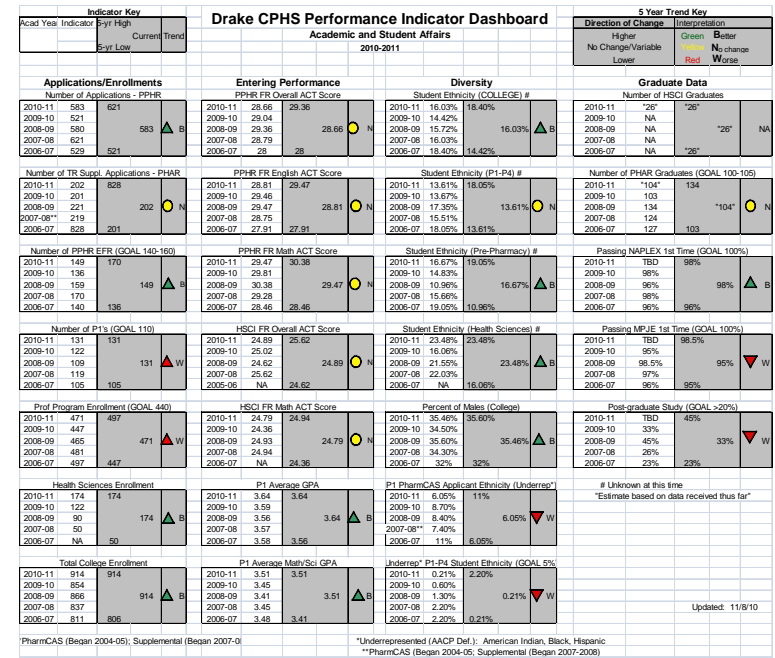 Indicator Key
Acad Year Indicator 5-yr High
Current Trend
5-yr Low
Drake CPHS Performance Indicator Dashboard
Academic and Student Affairs
2010-2011
5 Year Trend Key
Direction of Change Interpretation
Higher Green Better
No Change/Variable Yellow No change
Lower Red Worse
Applications/Enrollments
Number of Applications - PPHR
2010-11 583 621
2009-10 521
2008-09 580 583 B
2007-08 621
2006-07 529 521
Number of TR Suppl. Applications - PHAR
2010-11 202 828
2009-10 201
2008-09 221 202 N
2007-08** 219
2006-07 828 201
Number of PPHR EFR (GOAL 140-160)
2010-11 149 170
2009-10 136
2008-09 159 149 B
2007-08 170
2006-07 140 136
Number of P1's (GOAL 110)
2010-11 131 131
2009-10 122
2008-09 109 131 W
2007-08 119
2006-07 105 105
Prof Program Enrollment (GOAL 440)
2010-11 471 497
2009-10 447
2008-09 465 471 W
2007-08 481
2006-07 497 447
Health Sciences Enrollment
2010-11 174 174
2009-10 122
2008-09 90 174 B
2007-08 50
2006-07 NA 50
Total College Enrollment
2010-11 914 914
2009-10 854
2008-09 866 914 B
2007-08 837
2006-07 811 806
Entering Performance
PPHR FR Overall ACT Score
2010-11 28.66 29.36
2009-10 29.04
2008-09 29.36 28.66 N
2007-08 28.79
2006-07 28 28
PPHR FR English ACT Score
2010-11 28.81 29.47
2009-10 29.46
2008-09 29.47 28.81 N
2007-08 28.75
2006-07 27.91 27.91
PPHR FR Math ACT Score
2010-11 29.47 30.38
2009-10 29.81
2008-09 30.38 29.47 N
2007-08 29.28
2006-07 28.46 28.46
HSCI FR Overall ACT Score
2010-11 24.89 25.62
2009-10 25.02
2008-09 24.62 24.89 N
2007-08 25.62
2006-07 NA 24.62
HSCI FR Math ACT Score
2010-11 24.79 24.94
2009-10 24.36
2008-09 24.93 24.79 N
2007-08 24.94
2006-07 NA 24.36
P1 Average GPA
2010-11 3.64 3.64
2009-10 3.59
2008-09 3.56 3.64 B
2007-08 3.57
2006-07 3.58 3.56
P1 Average Math/Sci GPA
2010-11 3.51 3.51
2009-10 3.45
2008-09 3.41 3.51 B
2007-08 3.45
2006-07 3.48 3.41
Diversity
Student Ethnicity (COLLEGE) #
2010-11 16.03% 18.40%
2009-10 14.42%
2008-09 15.72% 16.03% B
2007-08 16.03%
2006-07 18.40% 14.42%
Student Ethnicity (P1-P4) #
2010-11 13.61% 18.05%
2009-10 13.67%
2008-09 17.35% 13.61% N
2007-08 15.51%
2006-07 18.05% 13.61%
Student Ethnicity (Pre-Pharmacy) #
2010-11 16.67% 19.05%
2009-10 14.83%
2008-09 10.96% 16.67% B
2007-08 15.66%
2006-07 19.05% 10.96%
Student Ethnicity (Health Sciences) #
2010-11 23.48% 23.48%
2009-10 16.06%
2008-09 21.55% 23.48% B
2007-08 22.03%
2006-07 NA 16.06%
Percent of Males (College)
2010-11 35.46% 35.60%
2009-10 34.50%
2008-09 35.60% 35.46% B
2007-08 34.30%
2006-07 32% 32%
P1 PharmCAS Applicant Ethnicity (Underrep*)
2010-11 6.05% 11%
2009-10 8.70%
2008-09 8.40% 6.05% W
2007-08** 7.40%
2006-07 11% 6.05%
Underrep* P1-P4 Student Ethnicity (GOAL 5%
2010-11 0.21% 2.20%
2009-10 0.60%
2008-09 1.30% 0.21% W
2007-08 2.20%
2006-07 2.20% 0.21%
Graduate Data
Number of HSCI Graduates
2010-11 "26" "26"
2009-10 NA
2008-09 NA "26" NA
2007-08 NA
2006-07 NA "26"
Number of PHAR Graduates (GOAL 100-105)
2010-11 "104" 134
2009-10 103
2008-09 134 "104" N
2007-08 124
2006-07 127 103
Passing NAPLEX 1st Time (GOAL 100%)
2010-11 TBD 98%
2009-10 98%
2008-09 96% 98% B
2007-08 98%
2006-07 96% 96%
Passing MPJE 1st Time (GOAL 100%)
2010-11 TBD 98.5%
2009-10 95%
2008-09 98.5% 95% W
2007-08 97%
2006-07 96% 95%
Post-graduate Study (GOAL >20%)
2010-11 TBD 45%
2009-10 33%
2008-09 45% 33% W
2007-08 26%
2006-07 23% 23%
# Unknown at this time
"Estimate based on data received thus far"
Updated: 11/8/10
*PharmCAS (Began 2004-05); Supplemental (Began 2007-0
*Underrepresented (AACP Def.): American Indian, Black, Hispanic
**PharmCAS (Began 2004-05; Supplemental (Began 2007-2008)